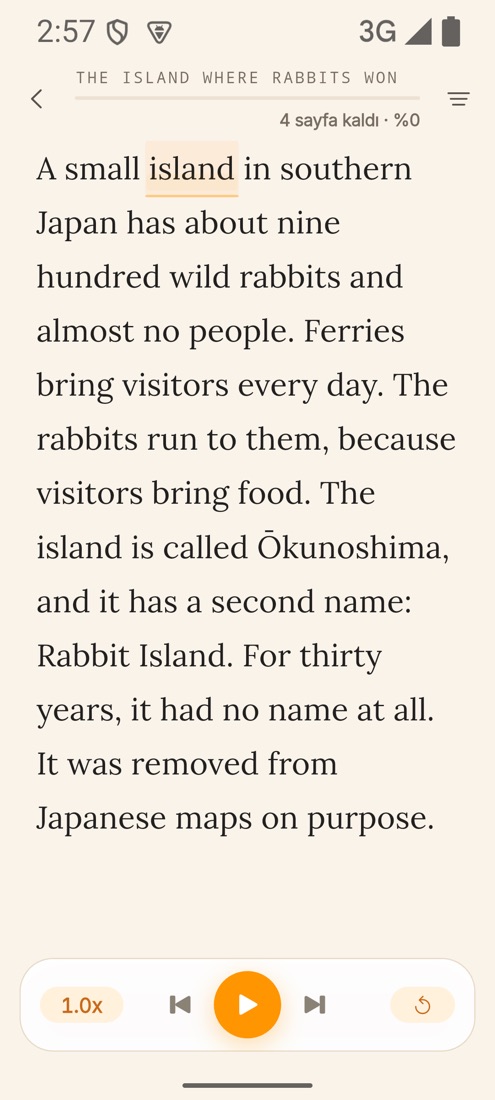 2:57
3G
THE ISLAND WHERE RABBITS WON
4 sayfa kaldı · %0
A small island in southern
Japan has about nine
hundred wild rabbits and
almost no people. Ferries
bring visitors every day. The
rabbits run to them, because
visitors bring food. The
island is called Ōkunoshima,
and it has a second name:
Rabbit Island. For thirty
years, it had no name at all.
It was removed from
Japanese maps on purpose.
1.0x